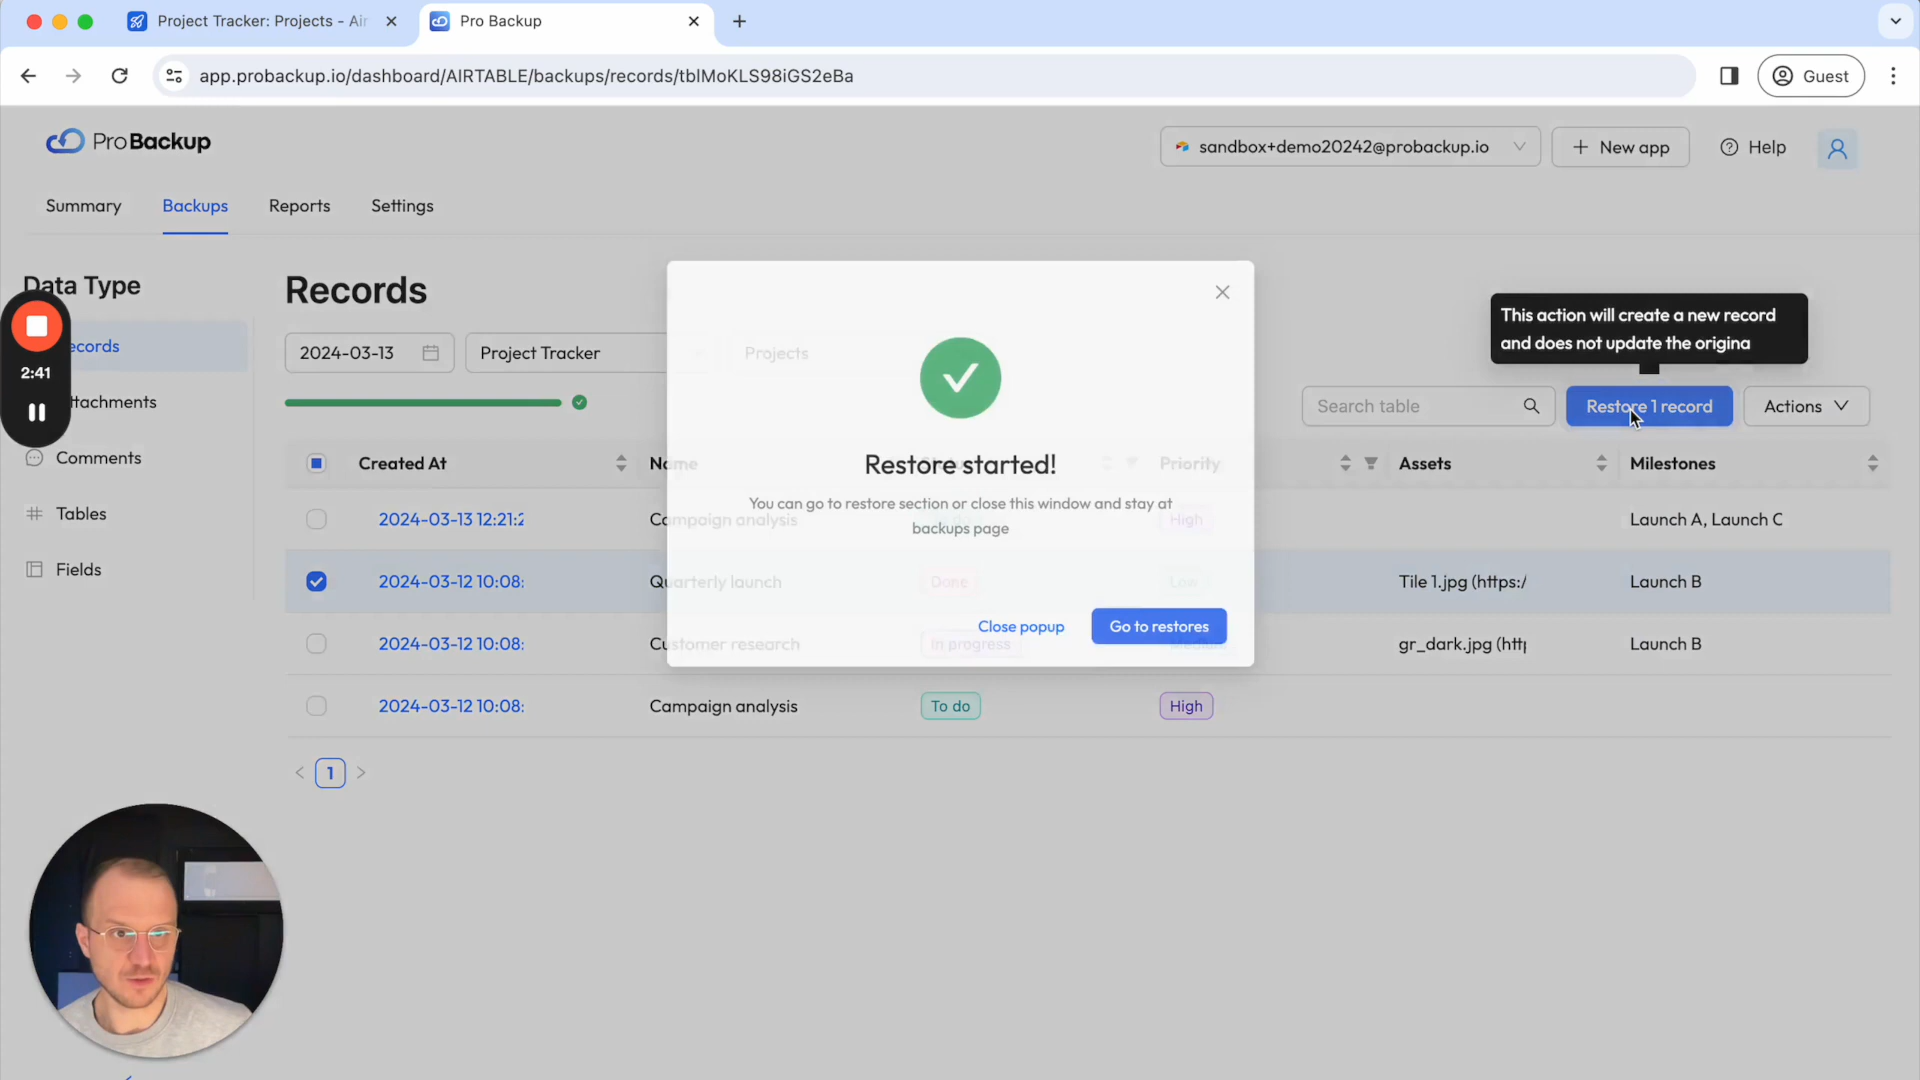 Project Tracker: Projects - Air
Pro Backup
app.probackup.io/dashboard/AIRTABLE/backups/records/tblMoKLS98iGS2eBa
Guest
ProBackup
sandbox+demo20242@probackup.io
New app
Help
Summary
Backups
Reports
Settings
Data Type
Records
This action will create a new record
and does not update the origina
2:41
ecords
ttachments
Comments
Tables
Fields
2024-03-13
Project Tracker
Projects
Search table
Restore 1 record
Actions
Created At
Name
Priority
Assets
Milestones
2024-03-13 12:21:2
Campaign analysis
High
Launch A, Launch C
2024-03-12 10:08:
Quarterly launch
Done
Low
Tile 1.jpg (https:/
Launch B
2024-03-12 10:08:
Customer research
In progress
Medium
gr_dark.jpg (htt
Launch B
2024-03-12 10:08:
Campaign analysis
To do
High
1
Restore started!
You can go to restore section or close this window and stay at
backups page
Close popup
Go to restores